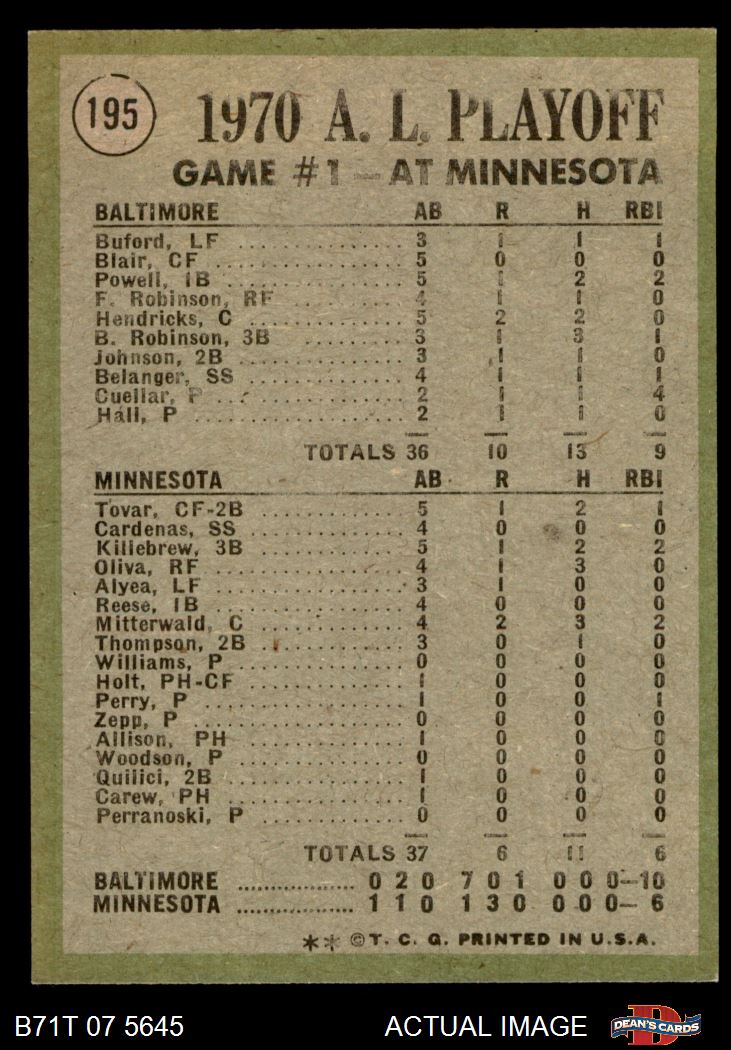 195
1970 A. L. PLAYOFF
GAME #1 — AT MINNESOTA
BALTIMORE AB R H RBI
Buford, LF .............. 3 1 1 1
Blair, CF ................ 5 0 0 0
Powell, 1B .............. 5 1 2 2
F. Robinson, RF ........ 4 1 1 0
Hendricks, C ............ 5 2 2 0
B. Robinson, 3B ........ 3 1 3 1
Johnson, 2B ............ 3 1 1 0
Belanger, SS ............ 4 1 1 1
Cuellar, P .............. 2 1 1 4
Hall, P .................. 2 1 1 0
TOTALS 36 10 13 9
MINNESOTA AB R H RBI
Tovar, CF-2B ............ 5 1 2 1
Cardenas, SS ............ 4 0 0 0
Killebrew, 3B .......... 5 1 2 2
Oliva, RF ................ 4 1 3 0
Alyea, LF ................ 3 1 0 0
Reese, 1B ................ 4 0 0 0
Mitterwald, C .......... 4 2 3 2
Thompson, 2B ............ 3 0 1 0
Williams, P ............ 0 0 0 0
Holt, PH-CF ............ 1 0 0 0
Perry, P ................ 1 0 0 1
Zepp, P .................. 0 0 0 0
Allison, PH ............ 1 0 0 0
Woodson, P .............. 0 0 0 0
Quilici, 2B ............ 1 0 0 0
Carew, PH ................ 1 0 0 0
Perranoski, P .......... 0 0 0 0
TOTALS 37 6 11 6
BALTIMORE .................. 0 2 0 7 0 1 0 0 0—10
MINNESOTA .................. 1 1 0 1 3 0 0 0 0— 6
** ©T. C. G. PRINTED IN U.S.A.
B71T 07 5645 ACTUAL IMAGE D DEAN'S CARDS